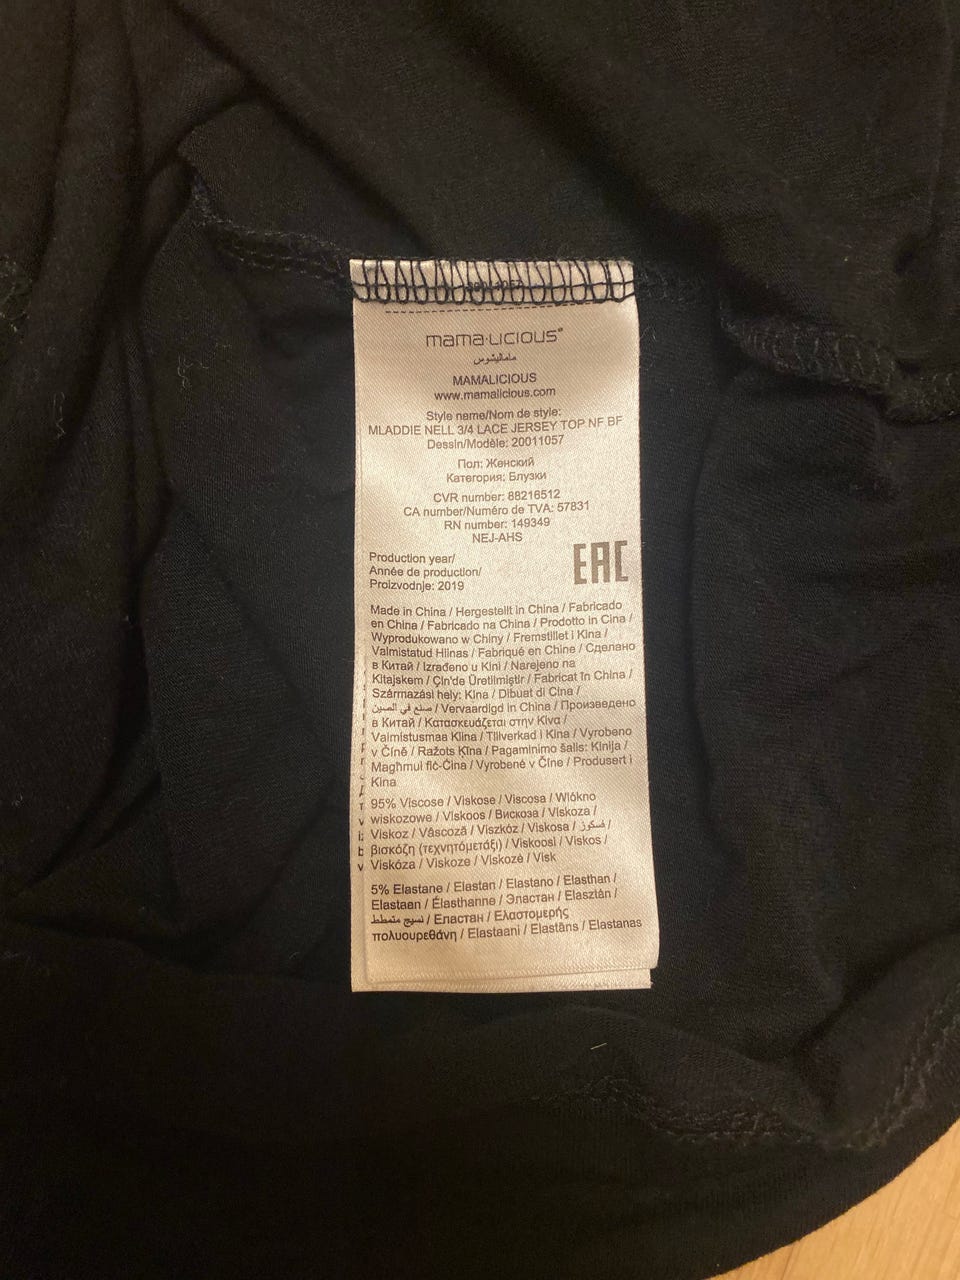 mama·licious®
ماماليشوس
MAMALICIOUS
www.mamalicious.com
Style name/Nom de style:
MLADDIE NELL 3/4 LACE JERSEY TOP NF BF
Dessin/Modèle: 20011057
Пол: Женский
Категория: Блузки
CVR number: 88216512
CA number/Numéro de TVA: 57831
RN number: 149349
NEJ-AHS
EAC
Production year/
Année de production/
Proizvodnje: 2019
Made in China / Hergestellt in China / Fabricado
en China / Fabricado na China / Prodotto in Cina /
Wyprodukowano w Chiny / Fremstillet i Kina /
Valmistatud Hiinas / Fabriqué en Chine / Сделано
в Китай / Izrađeno u Kini / Narejeno na
Kitajskem / Çin'de Üretilmiştir / Fabricat în China /
Származási hely: Kína / Dibuat di Cina /
صنع في الصين / Vervaardigd in China / Произведено
в Китай / Κατασκευάζεται στην Κίνα /
Valmistusmaa Kiina / Tillverkad i Kina / Vyrobeno
v Číně / Ražots Ķīna / Pagaminimo šalis: Kinija /
Magħmul fiċ-Ċina / Vyrobené v Číne / Produsert i
Kina
95% Viscose / Viskose / Viscosa / Włókno
wiskozowe / Viskoos / Вискоза / Viskoza /
Viskoz / Vâscoză / Viszkóz / Viskosa / فسكوز /
βισκόζη (τεχνητόμετάξι) / Viskoosi / Viskos /
Viskóza / Viskoze / Viskozė / Visk
5% Elastane / Elastan / Elastano / Elasthan /
Elastaan / Élasthanne / Эластан / Elasztán /
نسيج متمطط / Еластан / Ελαστομερής
πολυουρεθάνη / Elastaani / Elastāns / Elastanas